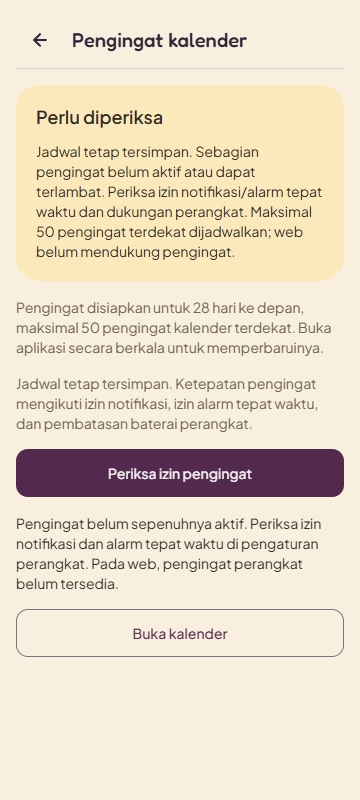 Pengingat kalender
Perlu diperiksa
Jadwal tetap tersimpan. Sebagian
pengingat belum aktif atau dapat
terlambat. Periksa izin notifikasi/alarm tepat
waktu dan dukungan perangkat. Maksimal
50 pengingat terdekat dijadwalkan; web
belum mendukung pengingat.
Pengingat disiapkan untuk 28 hari ke depan,
maksimal 50 pengingat kalender terdekat. Buka
aplikasi secara berkala untuk memperbaruinya.
Jadwal tetap tersimpan. Ketepatan pengingat
mengikuti izin notifikasi, izin alarm tepat waktu,
dan pembatasan baterai perangkat.
Periksa izin pengingat
Pengingat belum sepenuhnya aktif. Periksa izin
notifikasi dan alarm tepat waktu di pengaturan
perangkat. Pada web, pengingat perangkat
belum tersedia.
Buka kalender